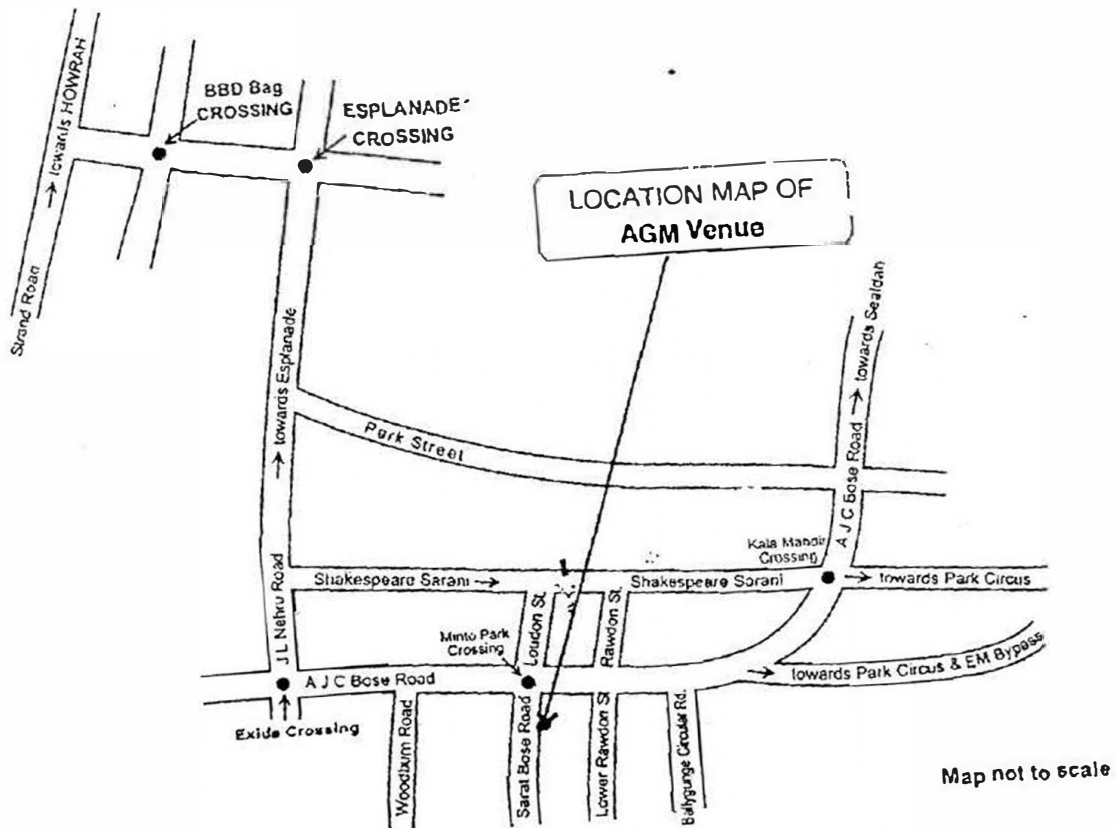 BBD Bag
CROSSING
ESPLANADE
CROSSING
→ towards HOWRAH
Strand Road
LOCATION MAP OF
AGM Venue
→ towards Esplanade
→ towards Sealdah
Park Street
A J C Bose Road
Kala Mandir
Crossing
Shakespeare Sarani →
Shakespeare Sarani
→ towards Park Circus
J L Nehru Road
Minto Park
Crossing
Loudon St.
Rawdon St.
→ towards Park Circus & EM Bypass
A J C Bose Road
Exide Crossing
Woodburn Road
Sarat Bose Road
Lower Rawdon St
Ballygunge Circular Rd.
Map not to scale